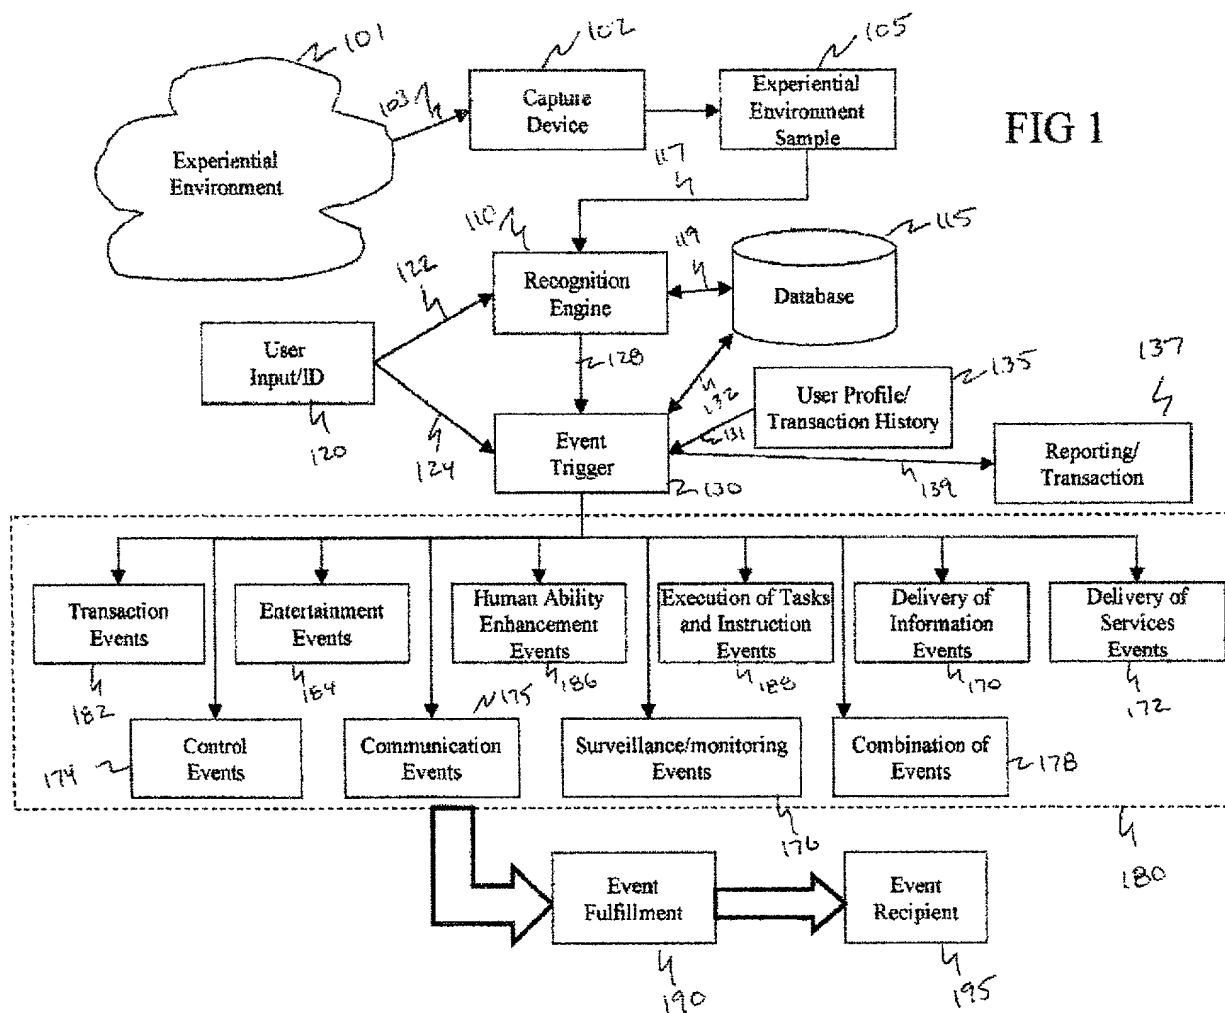 101
102
105
103
Capture
Device
Experiential
Environment
Sample
FIG 1
Experiential
Environment
117
110
119
115
122
Recognition
Engine
Database
User
Input/ID
128
137
132
135
User Profile/
Transaction History
120
124
Event
Trigger
131
130
139
Reporting/
Transaction
Transaction
Events
Entertainment
Events
Human Ability
Enhancement
Events
Execution of Tasks
and Instruction
Events
Delivery of
Information
Events
Delivery of
Services
Events
182
184
186
188
170
172
175
174
Control
Events
Communication
Events
Surveillance/monitoring
Events
Combination of
Events
178
176
180
Event
Fulfillment
Event
Recipient
190
195